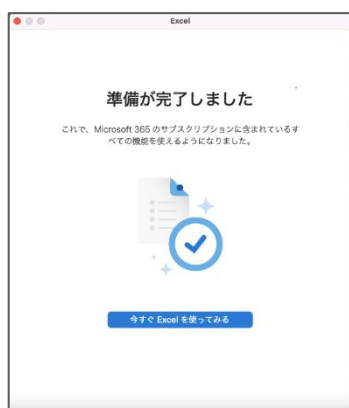 Excel
準備が完了しました
これで、Microsoft 365 のサブスクリプションに含まれているす
べての機能を使えるようになりました。
今すぐ Excel を使ってみる